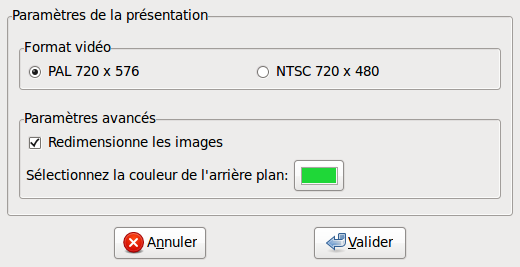 Paramètres de la présentation
Format vidéo
PAL 720 x 576 NTSC 720 x 480
Paramètres avancés
Redimensionne les images
Sélectionnez la couleur de l'arrière plan:
Annuler Valider